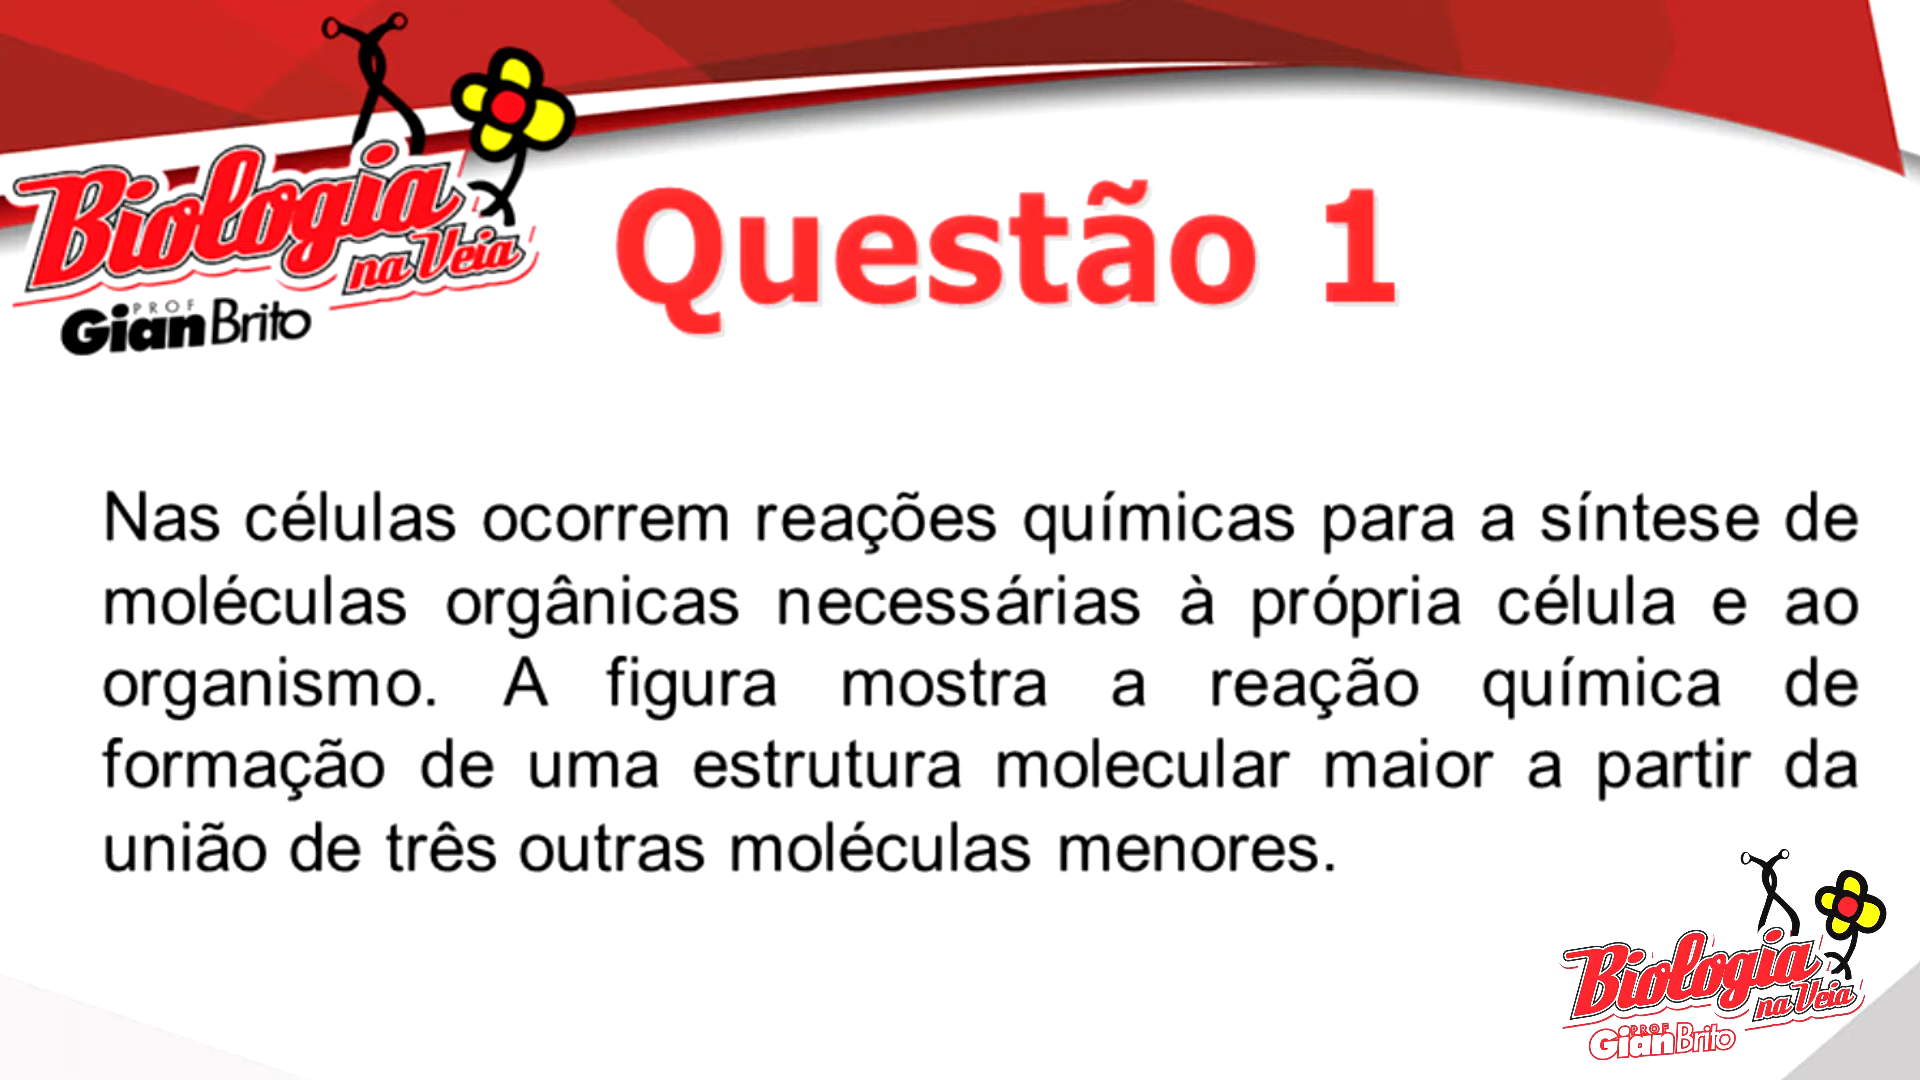 Biologia
na Veia
PROF
Gian Brito
Questão 1
Nas células ocorrem reações químicas para a síntese de
moléculas orgânicas necessárias à própria célula e ao
organismo. A figura mostra a reação química de
formação de uma estrutura molecular maior a partir da
união de três outras moléculas menores.
Biologia
na Veia
PROF
Gian Brito